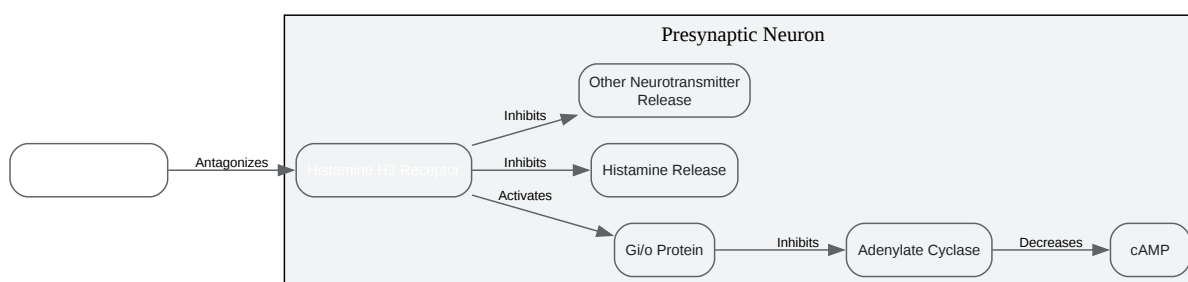 Presynaptic Neuron
Other Neurotransmitter
Release
Inhibits
Antagonizes
Histamine H3 Receptor
Inhibits
Histamine Release
Activates
Gi/o Protein
Inhibits
Adenylate Cyclase
Decreases
cAMP